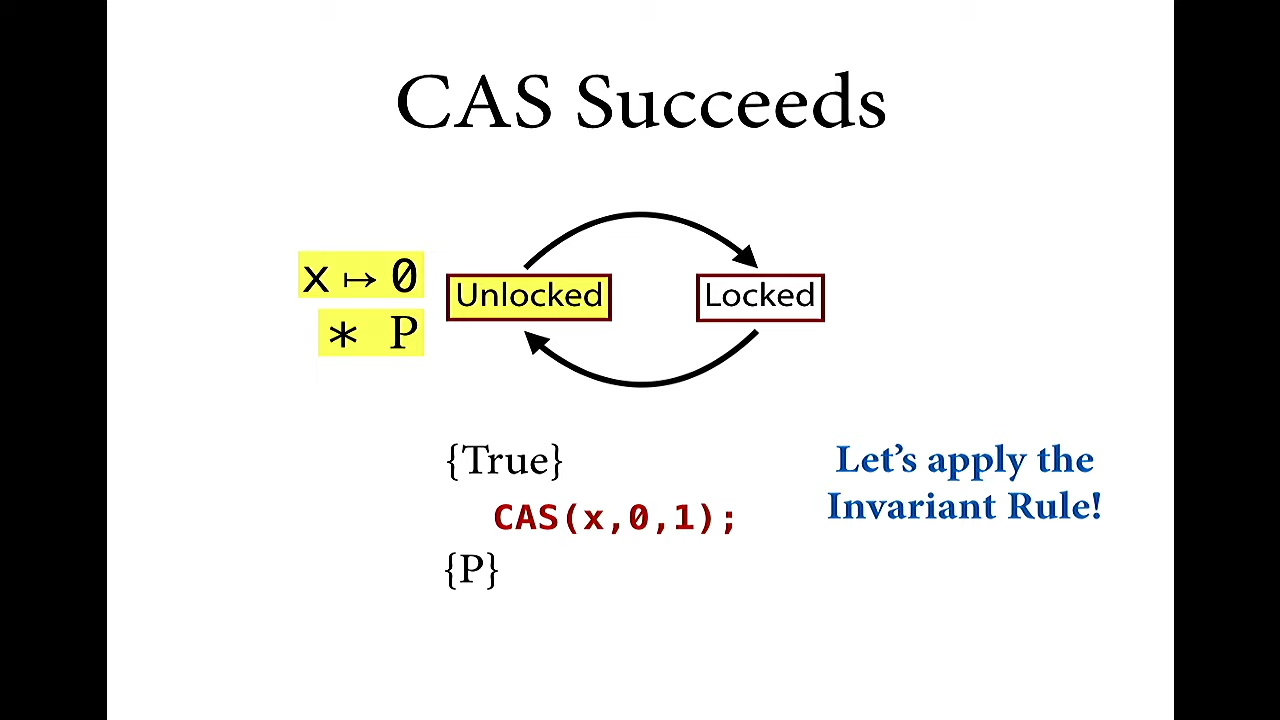 CAS Succeeds
x ↦ 0
* P
Unlocked
Locked
{True}
CAS(x,0,1);
{P}
Let's apply the
Invariant Rule!